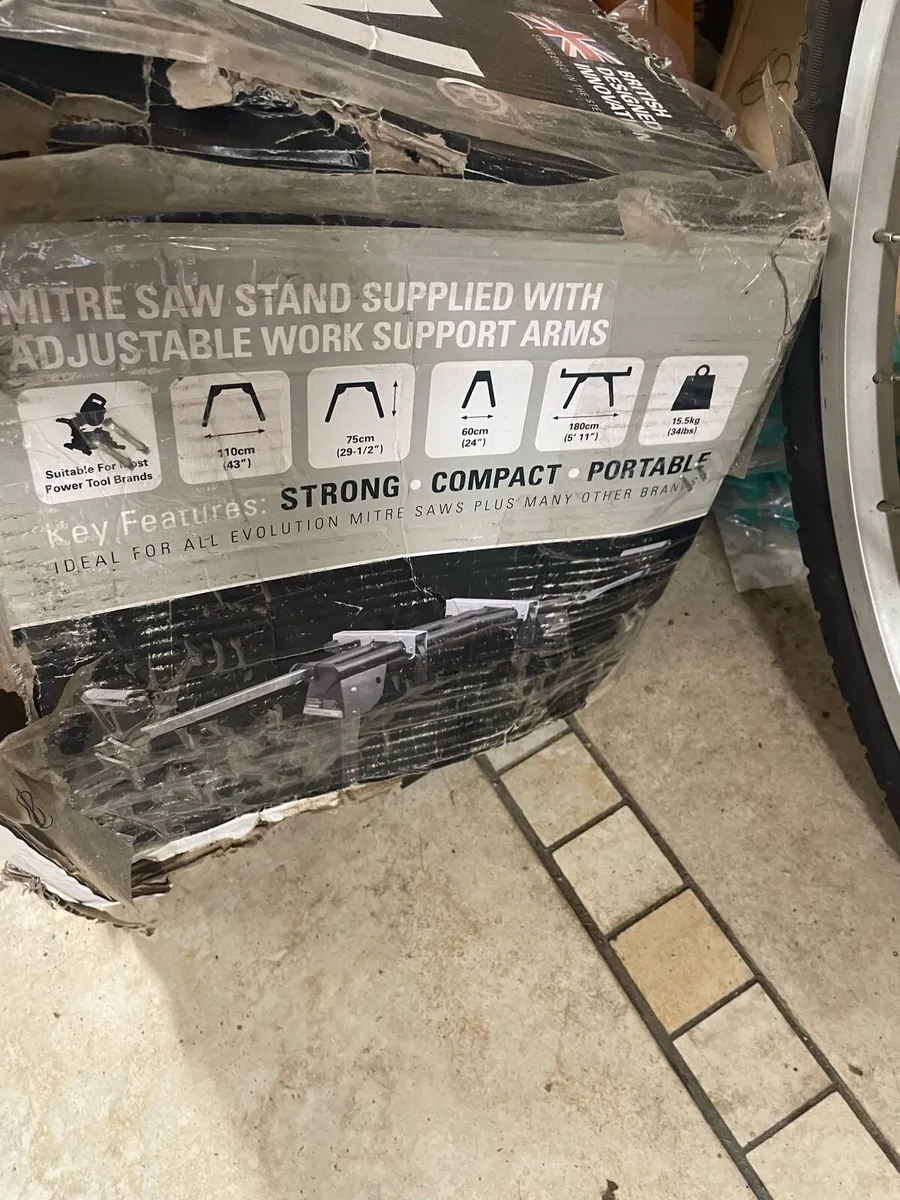 BRITISH
DESIGNED
MITRE SAW STAND SUPPLIED WITH
ADJUSTABLE WORK SUPPORT ARMS
Suitable For Most
Power Tool Brands
110cm
(43")
75cm
(29-1/2")
60cm
(24")
180cm
(5' 11")
15.5kg
(34lbs)
Key Features: STRONG • COMPACT • PORTABLE
IDEAL FOR ALL EVOLUTION MITRE SAWS PLUS MANY OTHER BRANDS